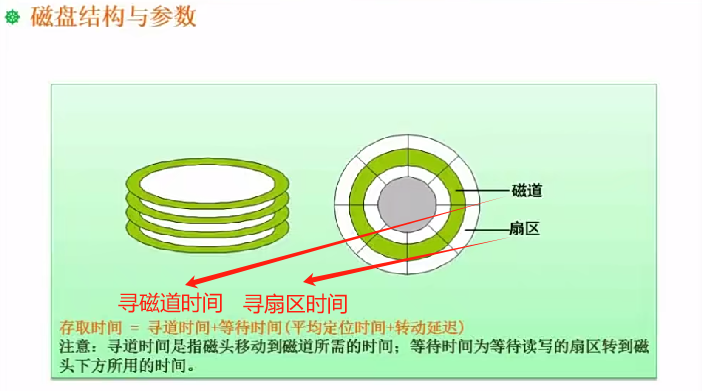 磁盘结构与参数
磁道
扇区
寻磁道时间 寻扇区时间
存取时间 = 寻道时间+等待时间(平均定位时间+转动延迟)
注意：寻道时间是指磁头移动到磁道所需的时间；等待时间为等待读写的扇区转到磁
头下方所用的时间。